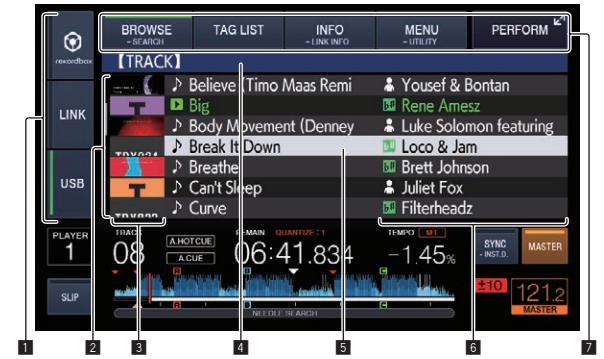 BROWSE
- SEARCH
TAG LIST
INFO
- LINK INFO
MENU
- UTILITY
PERFORM
rekordbox
LINK
USB
【TRACK】
Believe (Timo Maas Remi
Yousef & Bontan
Big
Rene Amesz
Body Movement (Denney
Luke Solomon featuring
Break It Down
Loco & Jam
Breathe
Brett Johnson
Can't Sleep
Juliet Fox
Curve
Filterheadz
PLAYER
1
TRACK
08
A.HOT CUE
A.CUE
REMAIN
QUANTIZE : 1
06:41.834
TEMPO
MT
-1.45%
SYNC
- INST.D.
MASTER
SLIP
A
D
C
A
D
C
NEEDLE SEARCH
±10
121.2
MASTER
1
2
3
4
5
6
7